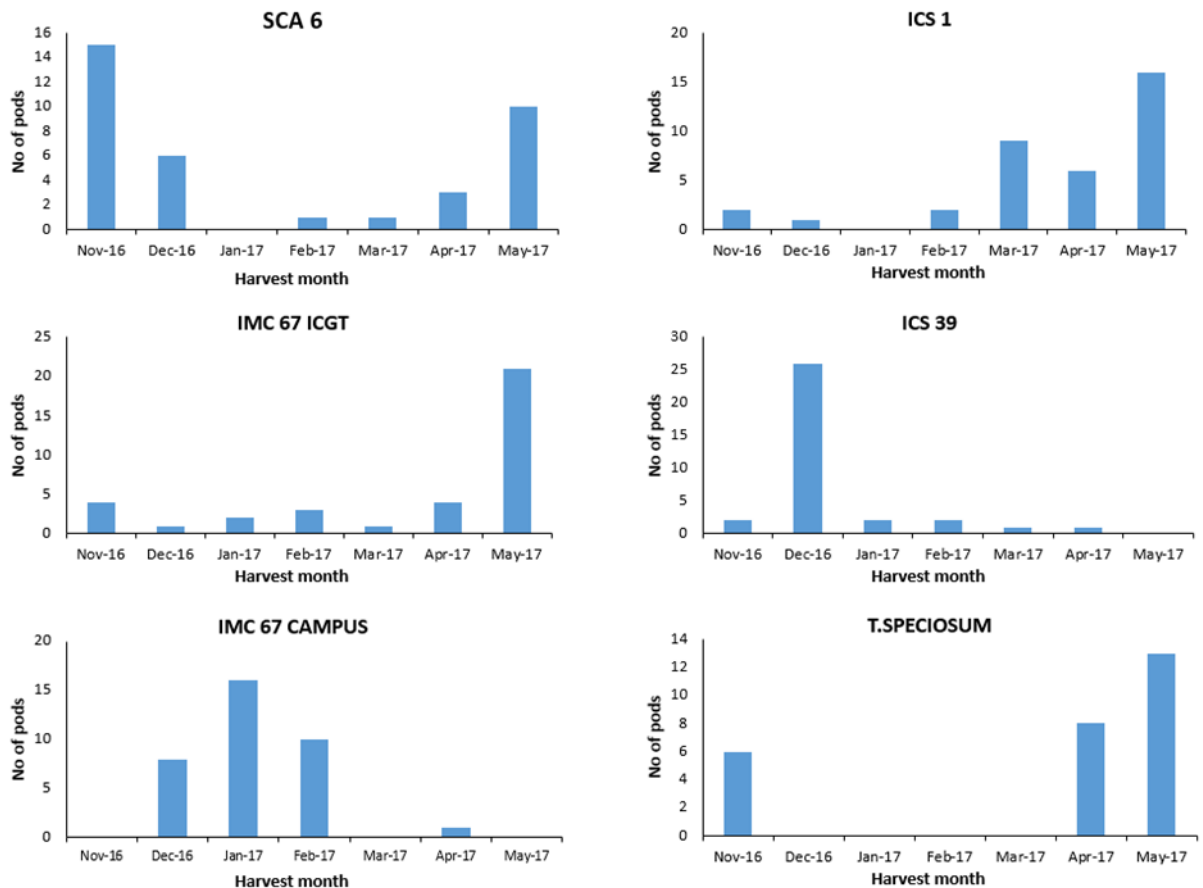 SCA 6
No of pods
16
14
12
10
8
6
4
2
0
Nov-16 Dec-16 Jan-17 Feb-17 Mar-17 Apr-17 May-17
Harvest month
ICS 1
No of pods
20
15
10
5
0
Nov-16 Dec-16 Jan-17 Feb-17 Mar-17 Apr-17 May-17
Harvest month
IMC 67 ICGT
No of pods
25
20
15
10
5
0
Nov-16 Dec-16 Jan-17 Feb-17 Mar-17 Apr-17 May-17
Harvest month
ICS 39
No of pods
30
25
20
15
10
5
0
Nov-16 Dec-16 Jan-17 Feb-17 Mar-17 Apr-17 May-17
Harvest month
IMC 67 CAMPUS
No of pods
20
15
10
5
0
Nov-16 Dec-16 Jan-17 Feb-17 Mar-17 Apr-17 May-17
Harvest month
T.SPECIOSUM
No of pods
14
12
10
8
6
4
2
0
Nov-16 Dec-16 Jan-17 Feb-17 Mar-17 Apr-17 May-17
Harvest month